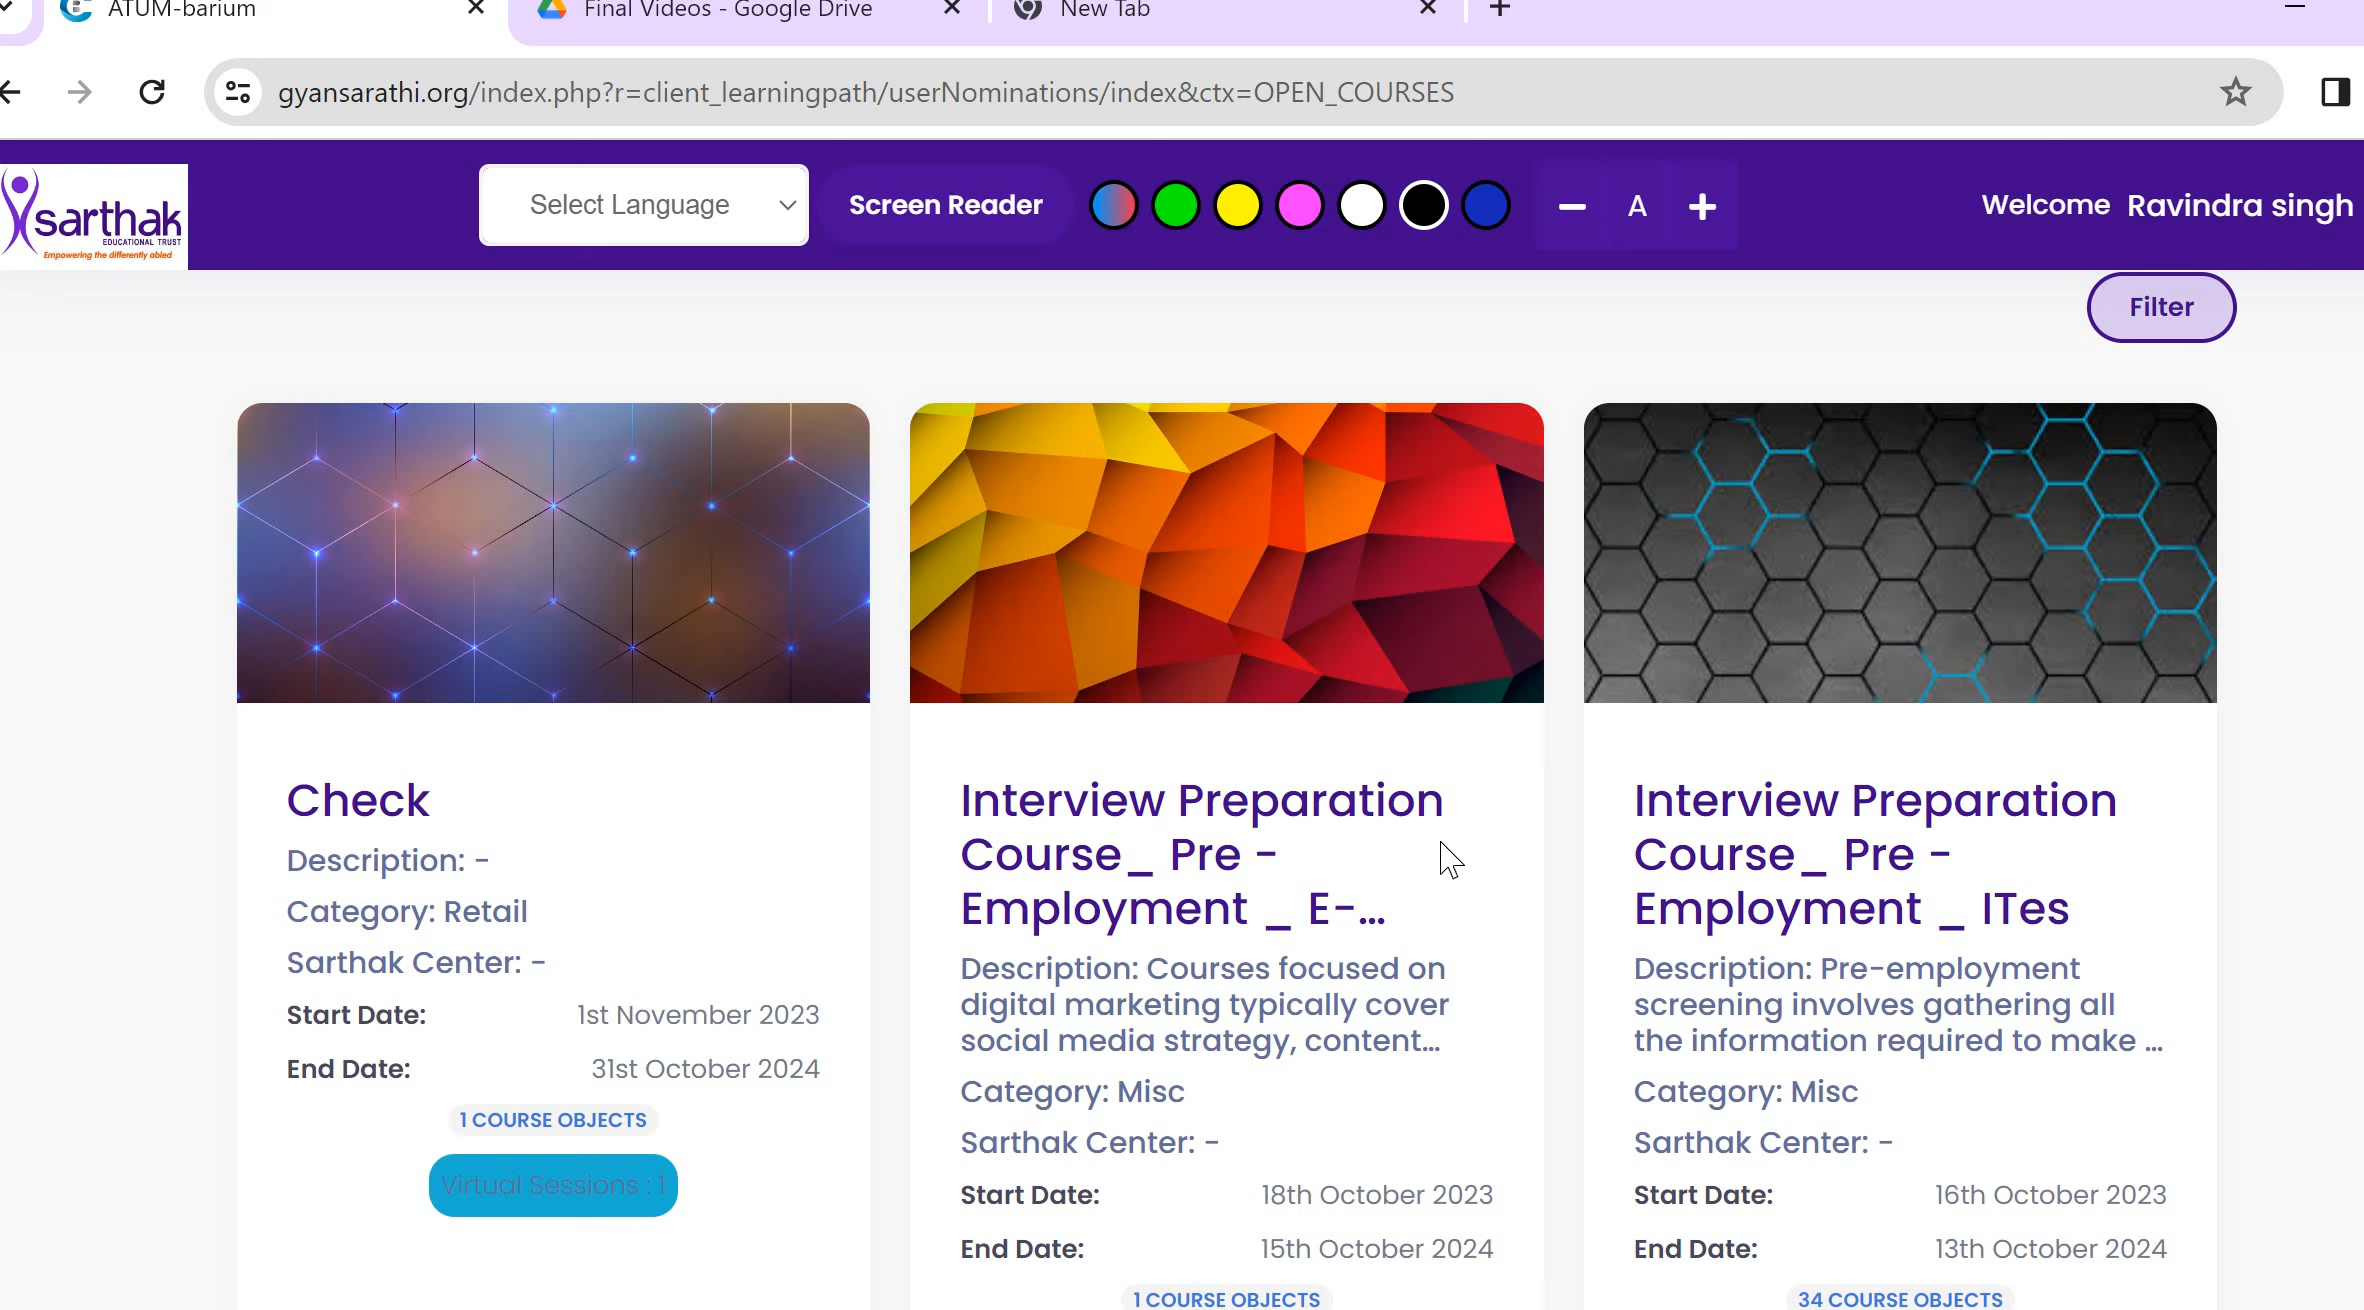 ATUM-barium
Final Videos - Google Drive
New Tab
gyansarathi.org/index.php?r=client_learningpath/userNominations/index&ctx=OPEN_COURSES
sarthak
EDUCATIONAL TRUST
Empowering the differently abled
Select Language
Screen Reader
A
Welcome Ravindra singh
Filter
Check
Description: -
Category: Retail
Sarthak Center: -
Start Date: 1st November 2023
End Date: 31st October 2024
1 COURSE OBJECTS
Virtual Sessions : 1
Interview Preparation
Course_ Pre -
Employment _ E-...
Description: Courses focused on
digital marketing typically cover
social media strategy, content...
Category: Misc
Sarthak Center: -
Start Date: 18th October 2023
End Date: 15th October 2024
1 COURSE OBJECTS
Interview Preparation
Course_ Pre -
Employment _ ITes
Description: Pre-employment
screening involves gathering all
the information required to make ...
Category: Misc
Sarthak Center: -
Start Date: 16th October 2023
End Date: 13th October 2024
34 COURSE OBJECTS